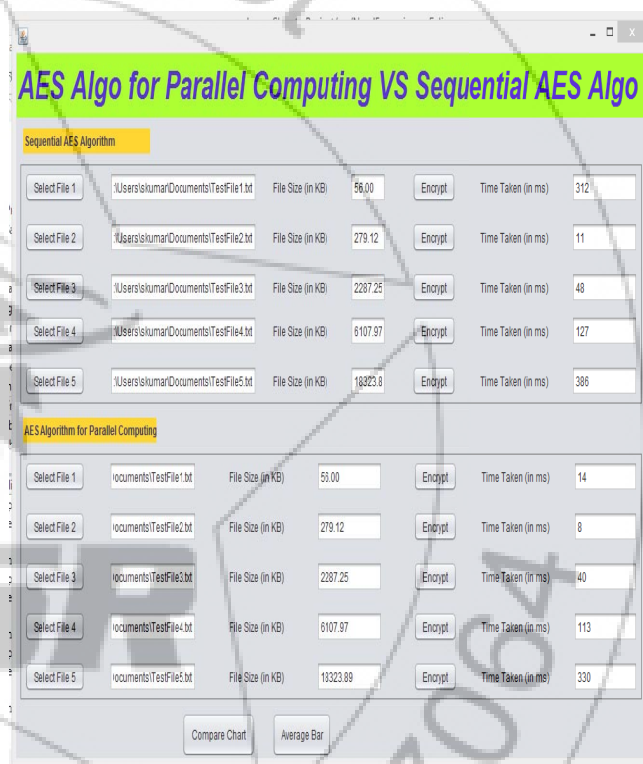 AES Algo for Parallel Computing VS Sequential AES Algo
Sequential AES Algorithm
Select File 1 :\Users\skumar\Documents\TestFile1.txt File Size (in KB) 56.00 Encrypt Time Taken (in ms) 312
Select File 2 :\Users\skumar\Documents\TestFile2.txt File Size (in KB) 279.12 Encrypt Time Taken (in ms) 11
Select File 3 :\Users\skumar\Documents\TestFile3.txt File Size (in KB) 2287.25 Encrypt Time Taken (in ms) 48
Select File 4 :\Users\skumar\Documents\TestFile4.txt File Size (in KB) 6107.97 Encrypt Time Taken (in ms) 127
Select File 5 :\Users\skumar\Documents\TestFile5.txt File Size (in KB) 18323.8 Encrypt Time Taken (in ms) 386
AES Algorithm for Parallel Computing
Select File 1 ocuments\TestFile1.txt File Size (in KB) 56.00 Encrypt Time Taken (in ms) 14
Select File 2 ocuments\TestFile2.txt File Size (in KB) 279.12 Encrypt Time Taken (in ms) 8
Select File 3 ocuments\TestFile3.txt File Size (in KB) 2287.25 Encrypt Time Taken (in ms) 40
Select File 4 ocuments\TestFile4.txt File Size (in KB) 6107.97 Encrypt Time Taken (in ms) 113
Select File 5 ocuments\TestFile5.txt File Size (in KB) 18323.89 Encrypt Time Taken (in ms) 330
Compare Chart Average Bar
ER
7064